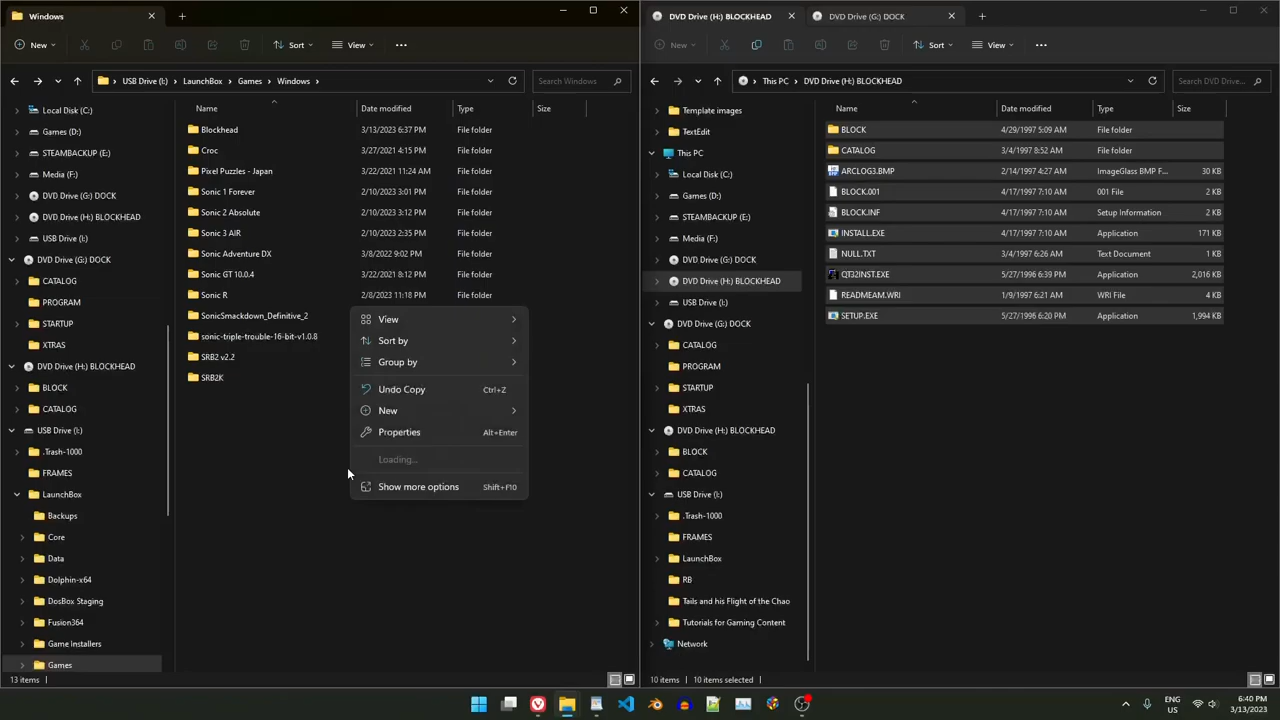 Windows
New
Sort
View
USB Drive (I:)
LaunchBox
Games
Windows
Search Windows
Local Disk (C:)
Games (D:)
STEAMBACKUP (E:)
Media (F:)
DVD Drive (G:) DOCK
DVD Drive (H:) BLOCKHEAD
USB Drive (I:)
DVD Drive (G:) DOCK
CATALOG
PROGRAM
STARTUP
XTRAS
DVD Drive (H:) BLOCKHEAD
BLOCK
CATALOG
USB Drive (I:)
.Trash-1000
FRAMES
LaunchBox
Backups
Core
Data
Dolphin-x64
DosBox Staging
Fusion364
Game Installers
Games
Name Date modified Type Size
Blockhead 3/13/2023 6:37 PM File folder
Croc 3/27/2021 4:15 PM File folder
Pixel Puzzles - Japan 3/22/2021 11:24 AM File folder
Sonic 1 Forever 2/10/2023 3:01 PM File folder
Sonic 2 Absolute 2/10/2023 3:12 PM File folder
Sonic 3 AIR 2/10/2023 2:35 PM File folder
Sonic Adventure DX 3/8/2022 9:02 PM File folder
Sonic GT 10.0.4 3/22/2021 8:12 PM File folder
Sonic R 2/8/2023 11:18 PM File folder
SonicSmackdown_Definitive_2
sonic-triple-trouble-16-bit-v1.0.8
SRB2 v2.2
SRB2K
View
Sort by
Group by
Undo Copy Ctrl+Z
New
Properties Alt+Enter
Loading...
Show more options Shift+F10
13 items
DVD Drive (H:) BLOCKHEAD
DVD Drive (G:) DOCK
New
Sort
View
This PC
DVD Drive (H:) BLOCKHEAD
Search DVD Drive...
Template images
TextEdit
This PC
Local Disk (C:)
Games (D:)
STEAMBACKUP (E:)
Media (F:)
DVD Drive (G:) DOCK
DVD Drive (H:) BLOCKHEAD
USB Drive (I:)
DVD Drive (G:) DOCK
CATALOG
PROGRAM
STARTUP
XTRAS
DVD Drive (H:) BLOCKHEAD
BLOCK
CATALOG
USB Drive (I:)
.Trash-1000
FRAMES
LaunchBox
RB
Tails and his Flight of the Chao
Tutorials for Gaming Content
Network
Name Date modified Type Size
BLOCK 4/29/1997 5:09 AM File folder
CATALOG 3/4/1997 8:52 AM File folder
ARCLOG3.BMP 2/14/1997 4:27 AM ImageGlass BMP F... 30 KB
BLOCK.001 4/17/1997 7:10 AM 001 File 2 KB
BLOCK.INF 4/17/1997 7:10 AM Setup Information 2 KB
INSTALL.EXE 4/17/1997 7:10 AM Application 171 KB
NULL.TXT 3/4/1997 6:26 AM Text Document 1 KB
QT32INST.EXE 5/27/1996 6:39 PM Application 2,016 KB
READMEAM.WRI 1/9/1997 6:21 AM WRI File 4 KB
SETUP.EXE 5/27/1996 6:20 PM Application 1,994 KB
10 items
10 items selected
ENG
US
6:40 PM
3/13/2023